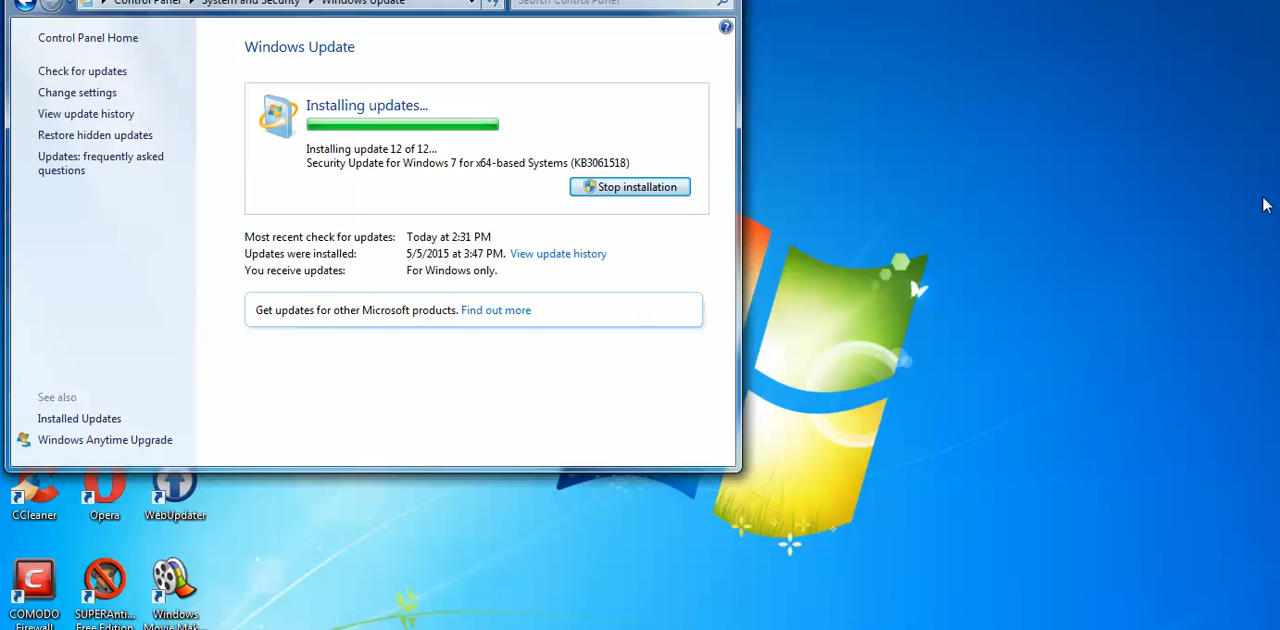 Control Panel System and Security Windows Update Search Control Panel
Control Panel Home
Check for updates
Change settings
View update history
Restore hidden updates
Updates: frequently asked
questions
See also
Installed Updates
Windows Anytime Upgrade
Windows Update
Installing updates...
Installing update 12 of 12...
Security Update for Windows 7 for x64-based Systems (KB3061518)
Stop installation
Most recent check for updates: Today at 2:31 PM
Updates were installed: 5/5/2015 at 3:47 PM. View update history
You receive updates: For Windows only.
Get updates for other Microsoft products. Find out more
CCleaner Opera WebUpdater
COMODO SUPERAnti... Windows
Firewall Free Edition Movie Mak...